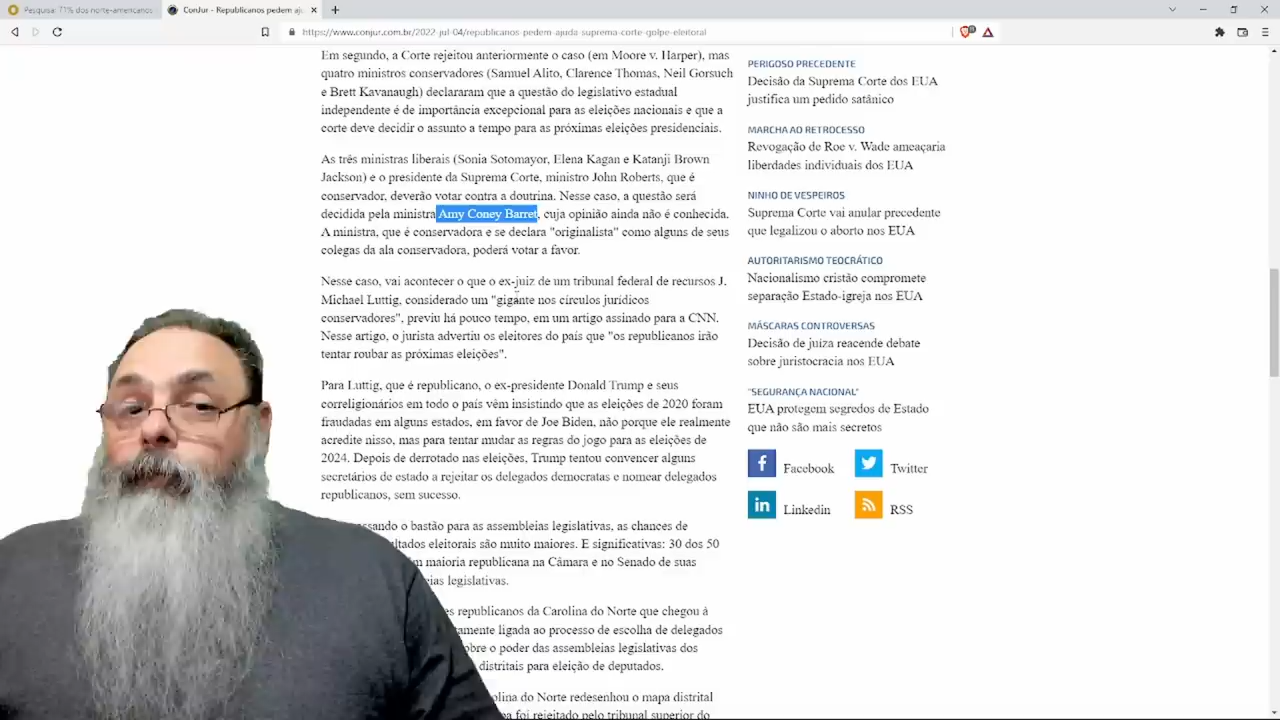 Pesquisa: 71% dos norte-americanos
ConJur - Republicanos pedem aju
https://www.conjur.com.br/2022-jul-04/republicanos-pedem-ajuda-suprema-corte-golpe-eleitoral
Em segundo, a Corte rejeitou anteriormente o caso (em Moore v. Harper), mas
quatro ministros conservadores (Samuel Alito, Clarence Thomas, Neil Gorsuch
e Brett Kavanaugh) declararam que a questão do legislativo estadual
independente é de importância excepcional para as eleições nacionais e que a
corte deve decidir o assunto a tempo para as próximas eleições presidenciais.
As três ministras liberais (Sonia Sotomayor, Elena Kagan e Katanji Brown
Jackson) e o presidente da Suprema Corte, ministro John Roberts, que é
conservador, deverão votar contra a doutrina. Nesse caso, a questão será
decidida pela ministra Amy Coney Barret, cuja opinião ainda não é conhecida.
A ministra, que é conservadora e se declara "originalista" como alguns de seus
colegas da ala conservadora, poderá votar a favor.
Nesse caso, vai acontecer o que o ex-juiz de um tribunal federal de recursos J.
Michael Luttig, considerado um "gigante nos círculos jurídicos
conservadores", previu há pouco tempo, em um artigo assinado para a CNN.
Nesse artigo, o jurista advertiu os eleitores do país que "os republicanos irão
tentar roubar as próximas eleições".
Para Luttig, que é republicano, o ex-presidente Donald Trump e seus
correligionários em todo o país vêm insistindo que as eleições de 2020 foram
fraudadas em alguns estados, em favor de Joe Biden, não porque ele realmente
acredite nisso, mas para tentar mudar as regras do jogo para as eleições de
2024. Depois de derrotado nas eleições, Trump tentou convencer alguns
secretários de estado a rejeitar os delegados democratas e nomear delegados
republicanos, sem sucesso.
ssando o bastão para as assembleias legislativas, as chances de
ultados eleitorais são muito maiores. E significativas: 30 dos 50
m maioria republicana na Câmara e no Senado de suas
eias legislativas.
es republicanos da Carolina do Norte que chegou à
tamente ligada ao processo de escolha de delegados
obre o poder das assembleias legislativas dos
distritais para eleição de deputados.
olina do Norte redesenhou o mapa distrital
pa foi rejeitado pelo tribunal superior do
PERIGOSO PRECEDENTE
Decisão da Suprema Corte dos EUA
justifica um pedido satânico
MARCHA AO RETROCESSO
Revogação de Roe v. Wade ameaçaria
liberdades individuais dos EUA
NINHO DE VESPEIROS
Suprema Corte vai anular precedente
que legalizou o aborto nos EUA
AUTORITARISMO TEOCRÁTICO
Nacionalismo cristão compromete
separação Estado-igreja nos EUA
MÁSCARAS CONTROVERSAS
Decisão de juíza reacende debate
sobre juristocracia nos EUA
"SEGURANÇA NACIONAL"
EUA protegem segredos de Estado
que não são mais secretos
Facebook
Twitter
Linkedin
RSS